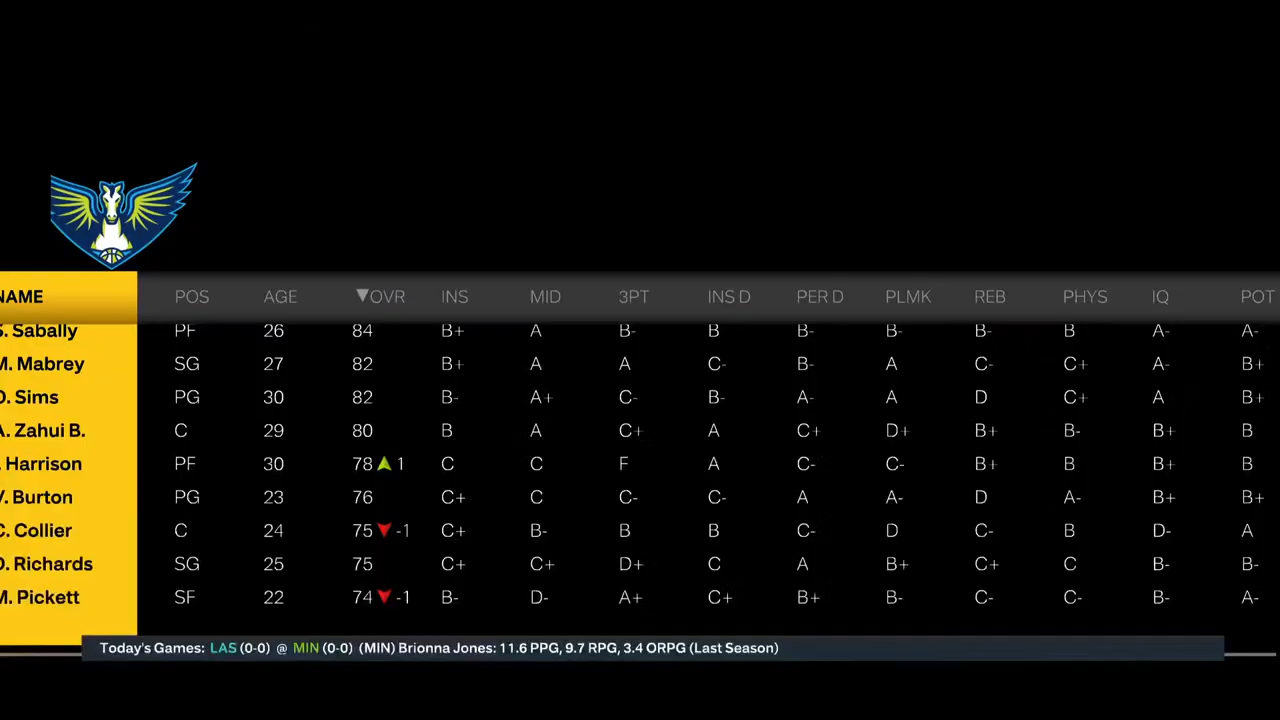 NAME POS AGE ▼OVR INS MID 3PT INS D PER D PLMK REB PHYS IQ POT
S. Sabally PF 26 84 B+ A B- B B- B- B- B A- A-
M. Mabrey SG 27 82 B+ A A C- B- A C- C+ A- B+
D. Sims PG 30 82 B- A+ C- B- A- A D C+ A B+
A. Zahui B. C 29 80 B A C+ A C+ D+ B+ B- B+ B
. Harrison PF 30 78 1 C C F A C- C- B+ B B+ B
V. Burton PG 23 76 C+ C C- C- A A- D A- B+ B+
C. Collier C 24 75 -1 C+ B- B B C- D C- B D- A
D. Richards SG 25 75 C+ C+ D+ C A B+ C+ C B- B-
M. Pickett SF 22 74 -1 B- D- A+ C+ B+ B- C- C- B- A-
Today's Games: LAS (0-0) @ MIN (0-0) (MIN) Brionna Jones: 11.6 PPG, 9.7 RPG, 3.4 ORPG (Last Season)